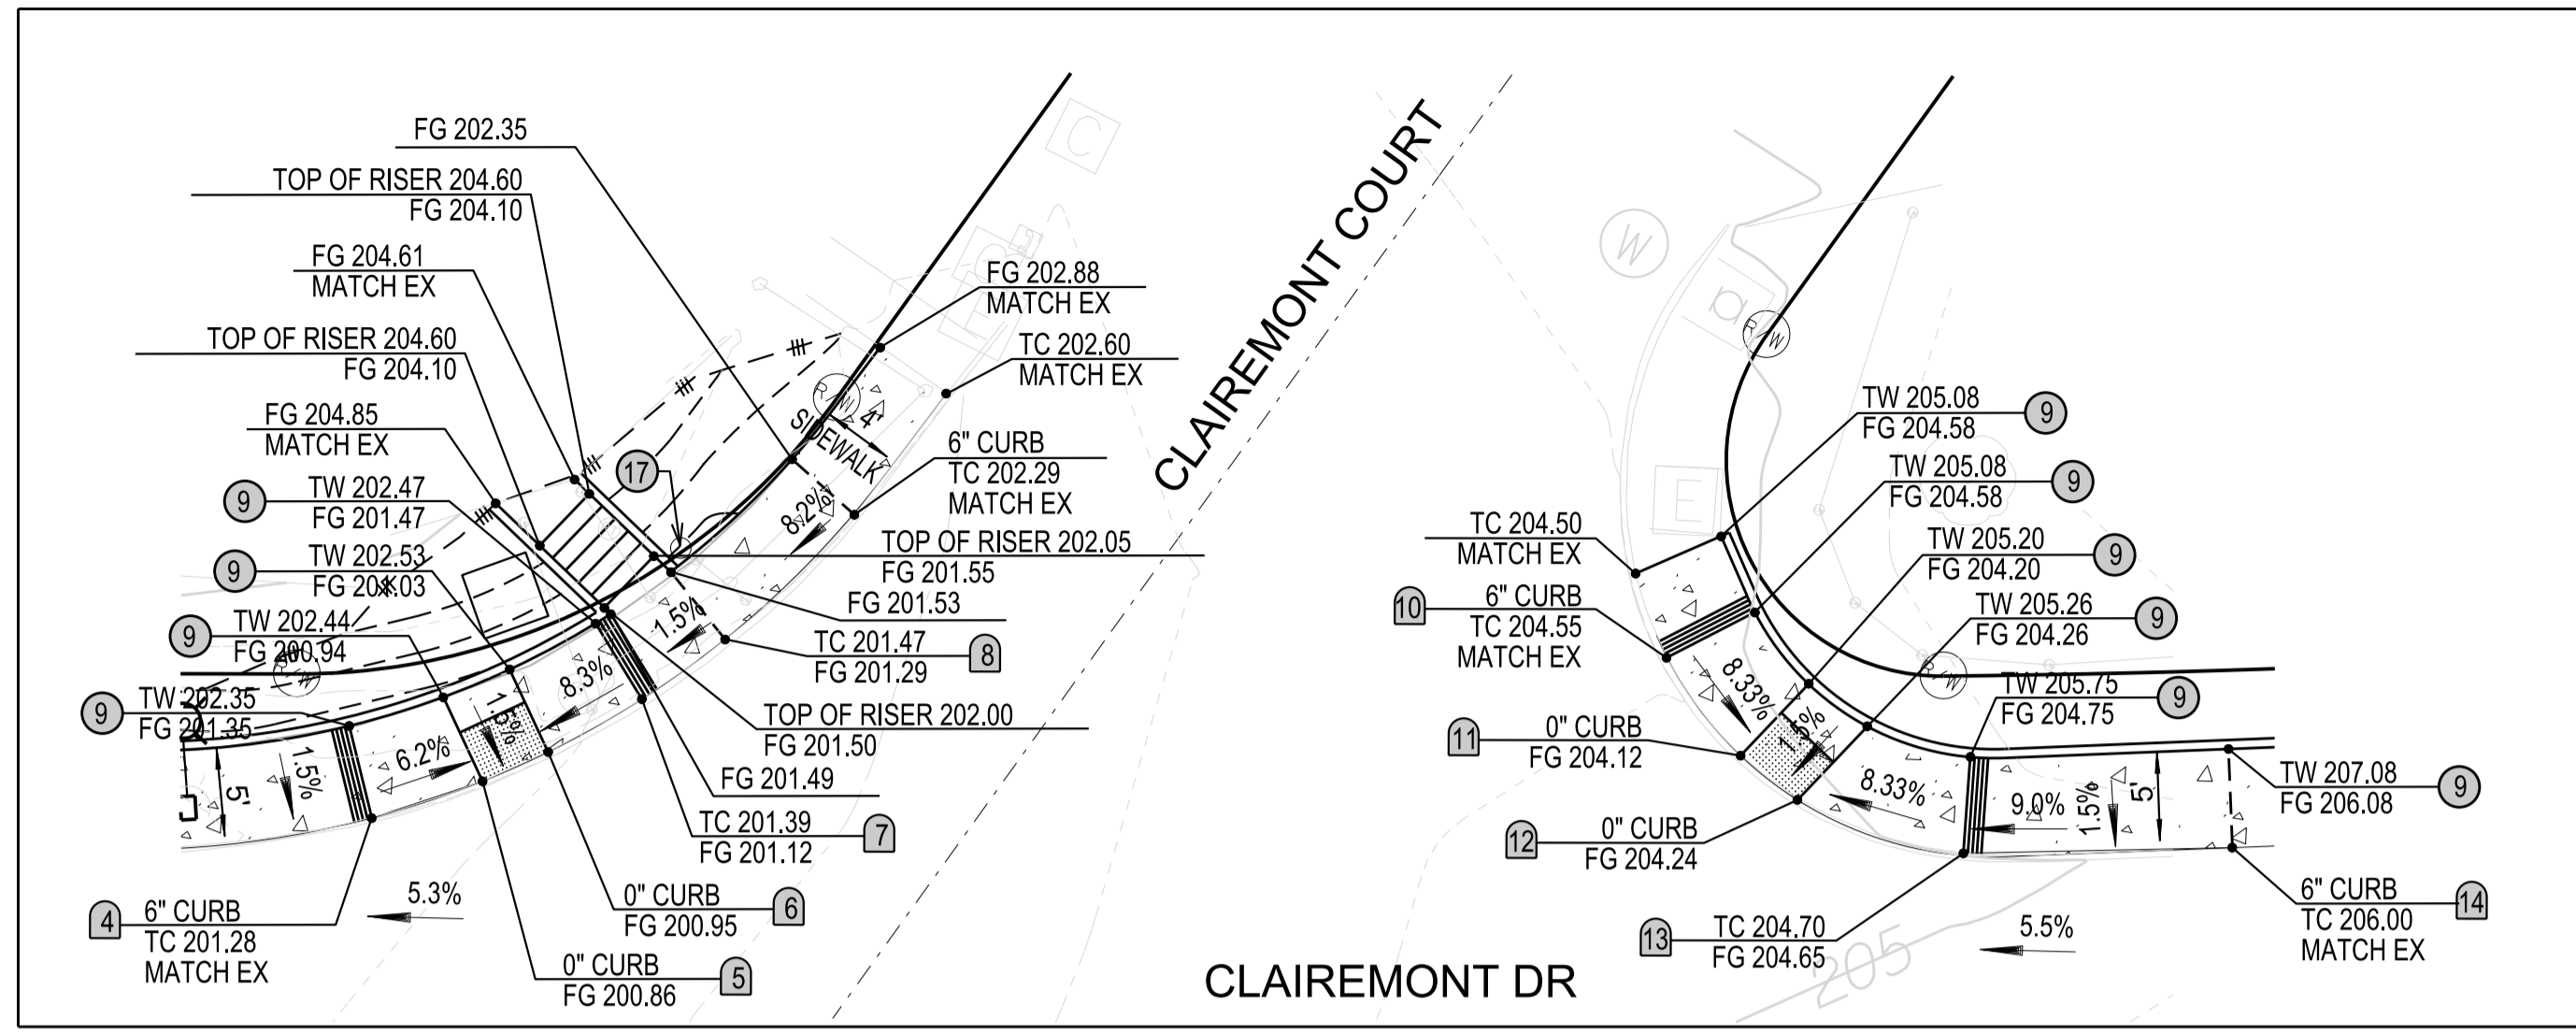 FG 202.35
TOP OF RISER 204.60
FG 204.10
FG 204.61
MATCH EX
TOP OF RISER 204.60
FG 204.10
FG 204.85
MATCH EX
9
TW 202.47
FG 201.47
9
TW 202.53
FG 201.03
9
TW 202.44
FG 200.94
9
TW 202.35
FG 201.35
R/W
5'
1.5%
6.2%
1.5%
8.3%
1.5%
8.2%
17
R/W
4'
SIDEWALK
C
FG 202.88
MATCH EX
TC 202.60
MATCH EX
6" CURB
TC 202.29
MATCH EX
TOP OF RISER 202.05
FG 201.55
FG 201.53
TC 201.47
FG 201.29
8
TOP OF RISER 202.00
FG 201.50
FG 201.49
TC 201.39
FG 201.12
7
0" CURB
FG 200.95
6
0" CURB
FG 200.86
5
4
6" CURB
TC 201.28
MATCH EX
5.3%
CLAIREMONT COURT
CLAIREMONT DR
W
R/W
E
TC 204.50
MATCH EX
10
6" CURB
TC 204.55
MATCH EX
11
0" CURB
FG 204.12
12
0" CURB
FG 204.24
13
TC 204.70
FG 204.65
TW 205.08
FG 204.58
9
TW 205.08
FG 204.58
9
TW 205.20
FG 204.20
9
TW 205.26
FG 204.26
9
R/W
TW 205.75
FG 204.75
9
TW 207.08
FG 206.08
9
8.33%
1.5%
8.33%
9.0%
1.5%
5'
6" CURB
TC 206.00
MATCH EX
14
5.5%
205